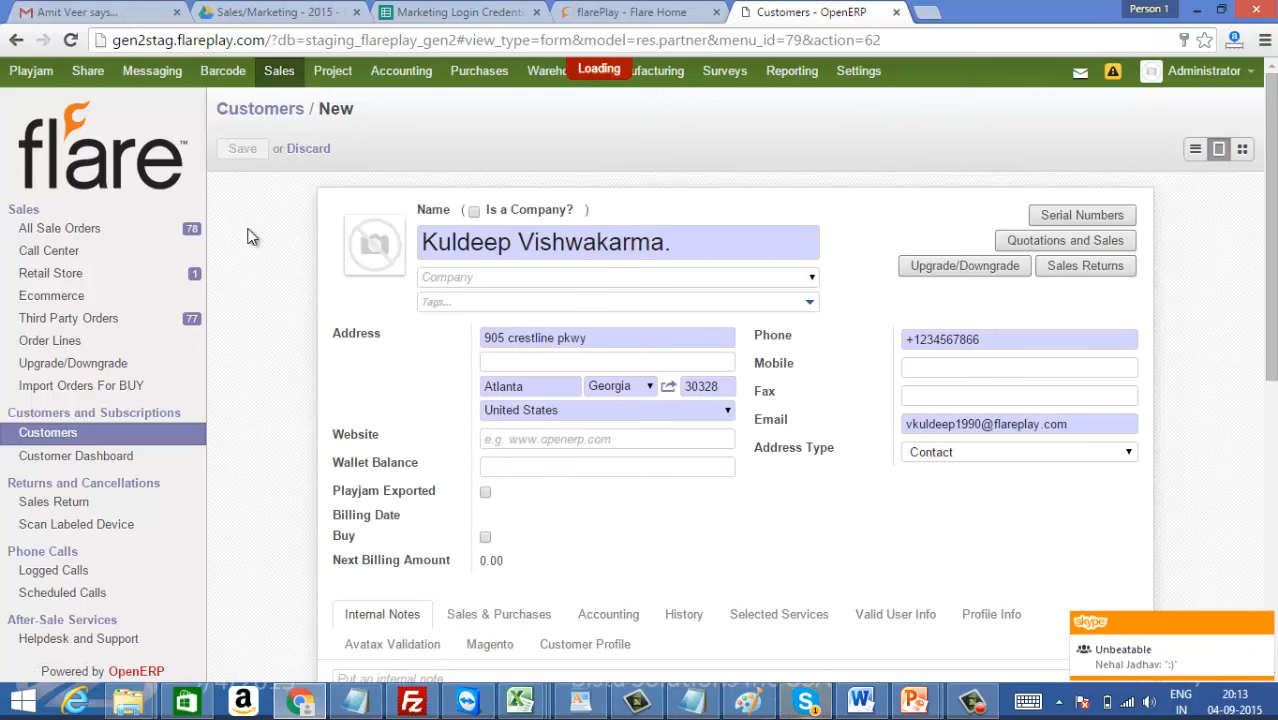 Amit Veer says...
Sales/Marketing - 2015 -
Marketing Login Credenti
flarePlay - Flare Home
Customers - OpenERP
Person 1
gen2stag.flareplay.com/?db=staging_flareplay_gen2#view_type=form&model=res.partner&menu_id=79&action=62
Playjam Share Messaging Barcode Sales Project Accounting Purchases Wareho Loading ufacturing Surveys Reporting Settings Administrator
Customers / New
Save or Discard
flare™
Sales
All Sale Orders 78
Call Center
Retail Store 1
Ecommerce
Third Party Orders 77
Order Lines
Upgrade/Downgrade
Import Orders For BUY
Customers and Subscriptions
Customers
Customer Dashboard
Returns and Cancellations
Sales Return
Scan Labeled Device
Phone Calls
Logged Calls
Scheduled Calls
After-Sale Services
Helpdesk and Support
Powered by OpenERP
Name ( Is a Company? )
Kuldeep Vishwakarma.
Company
Tags...
Serial Numbers
Quotations and Sales
Upgrade/Downgrade Sales Returns
Address 905 crestline pkwy
Atlanta Georgia 30328
United States
Website e.g. www.openerp.com
Wallet Balance
Playjam Exported
Billing Date
Buy
Next Billing Amount 0.00
Phone +1234567866
Mobile
Fax
Email vkuldeep1990@flareplay.com
Address Type Contact
Internal Notes Sales & Purchases Accounting History Selected Services Valid User Info Profile Info
Avatax Validation Magento Customer Profile
Put an internal note
skype
Unbeatable
Nehal Jadhav: ":)"
ENG
IN
20:13
04-09-2015